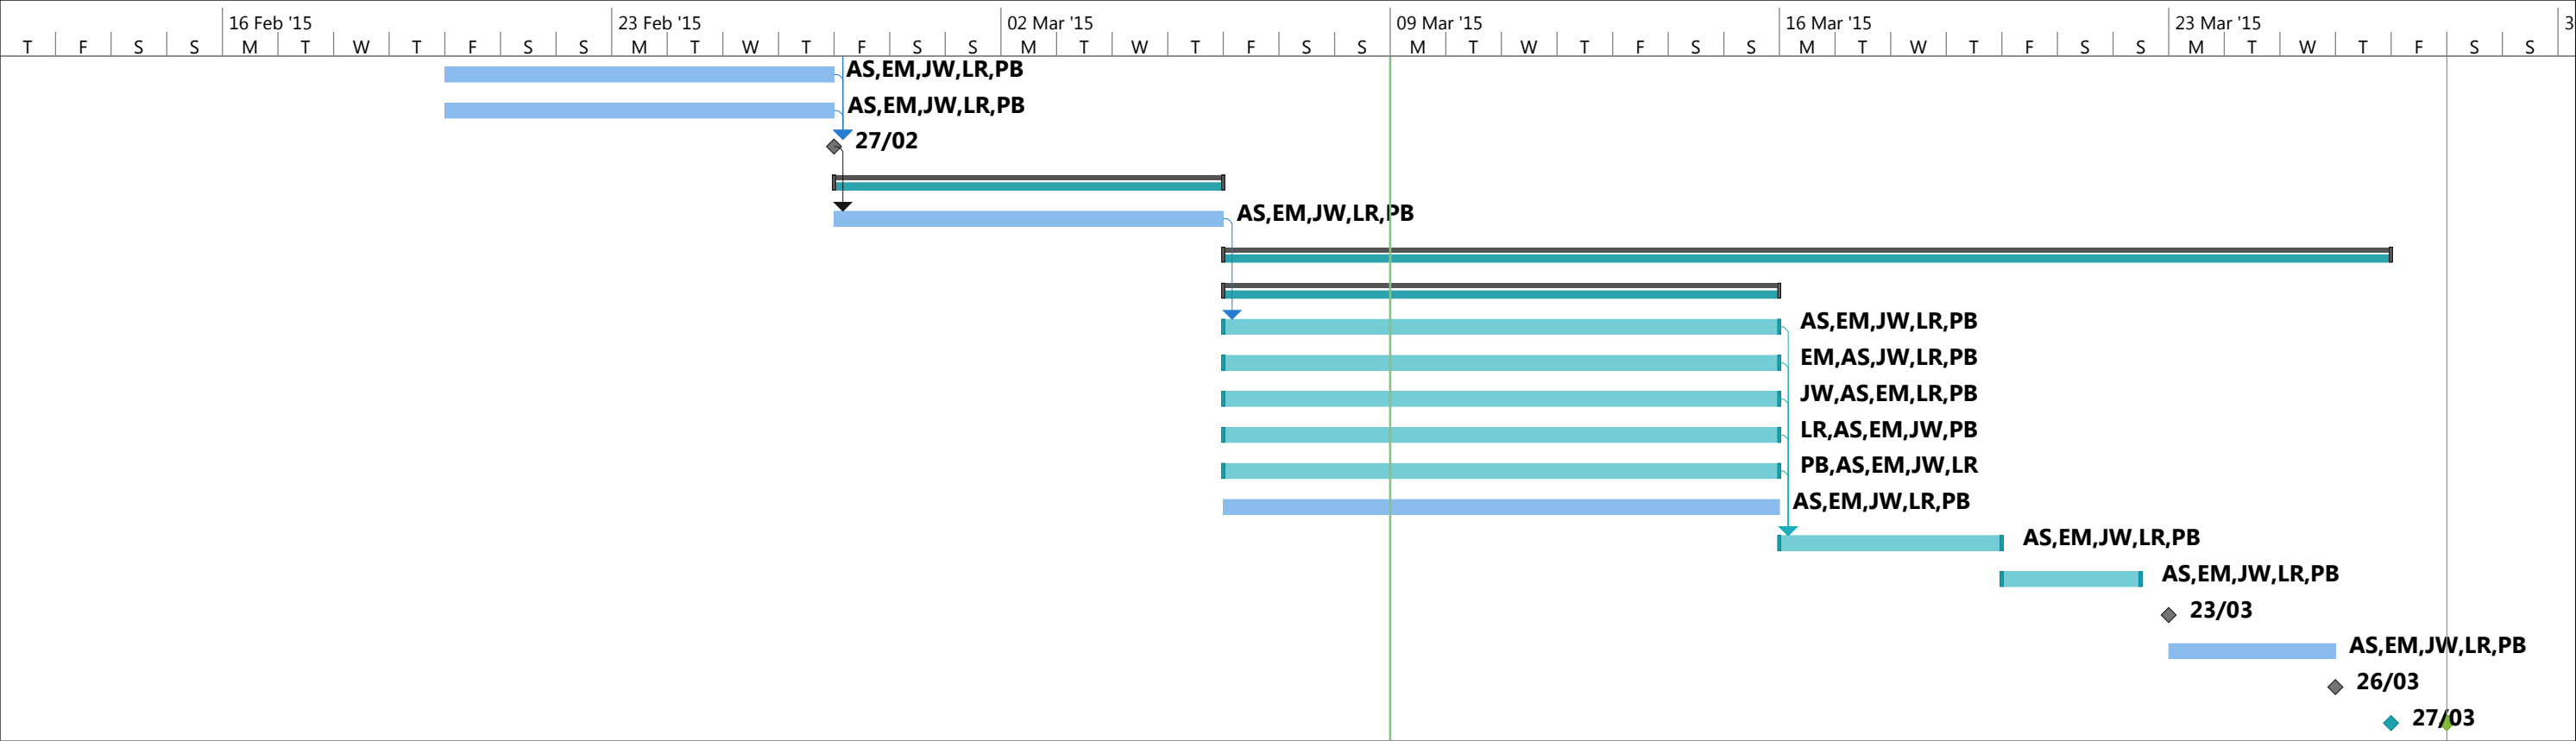 16 Feb '15 23 Feb '15 02 Mar '15 09 Mar '15 16 Mar '15 23 Mar '15 3
T F S S M T W T F S S M T W T F S S M T W T F S S M T W T F S S M T W T F S S M T W T F S S
AS,EM,JW,LR,PB
AS,EM,JW,LR,PB
27/02
AS,EM,JW,LR,PB
AS,EM,JW,LR,PB
EM,AS,JW,LR,PB
JW,AS,EM,LR,PB
LR,AS,EM,JW,PB
PB,AS,EM,JW,LR
AS,EM,JW,LR,PB
AS,EM,JW,LR,PB
AS,EM,JW,LR,PB
23/03
AS,EM,JW,LR,PB
26/03
27/03